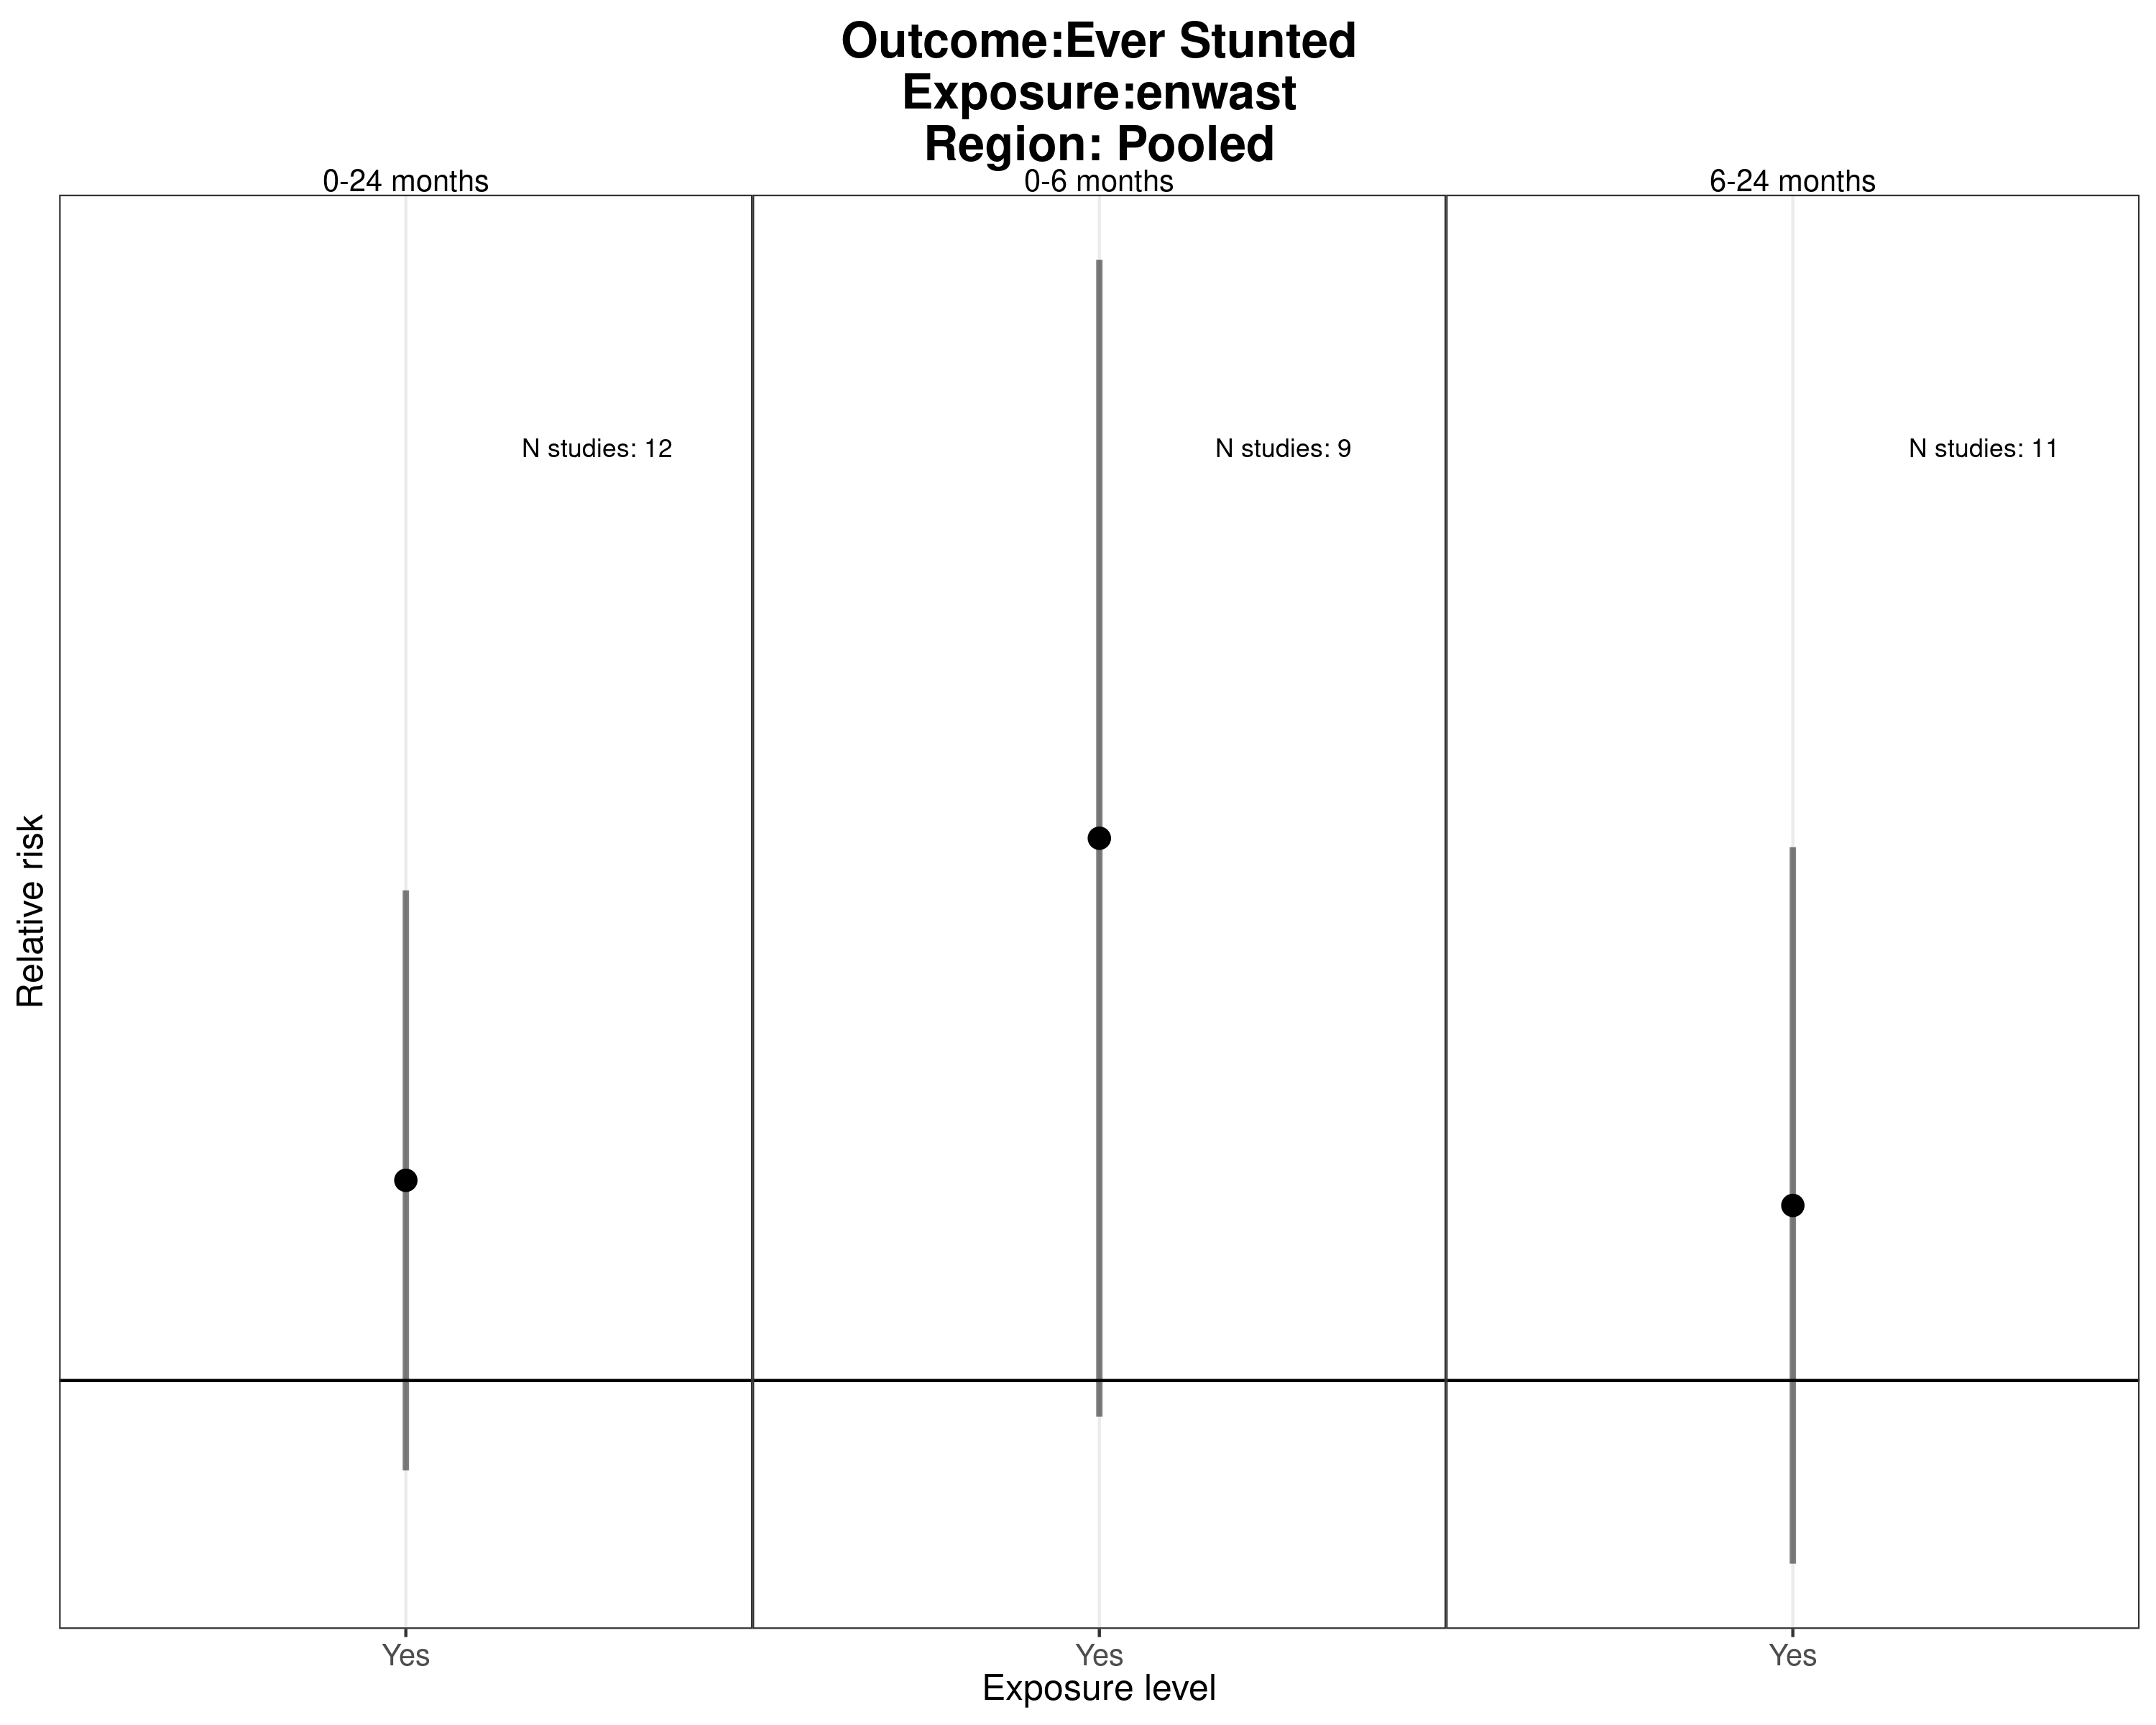 Outcome:Ever Stunted
Exposure:enwast
Region: Pooled
0-24 months
0-6 months
6-24 months
N studies: 12
N studies: 9
N studies: 11
Relative risk
Yes
Yes
Yes
Exposure level